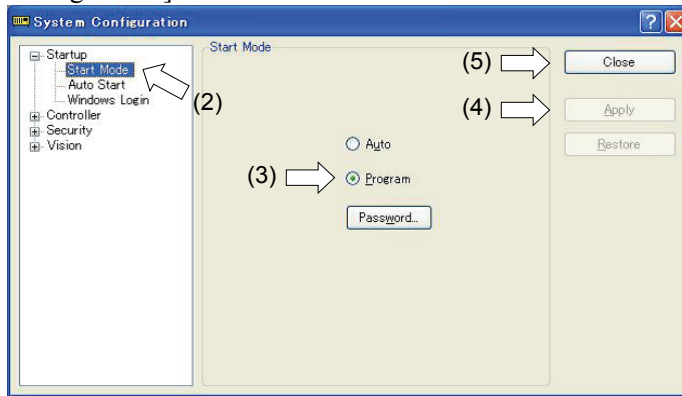 System Configuration
Startup
Start Mode
Auto Start
Windows Login
Controller
Security
Vision
(2)
Start Mode
Auto
(3)
Program
Password...
(5)
Close
(4)
Apply
Restore